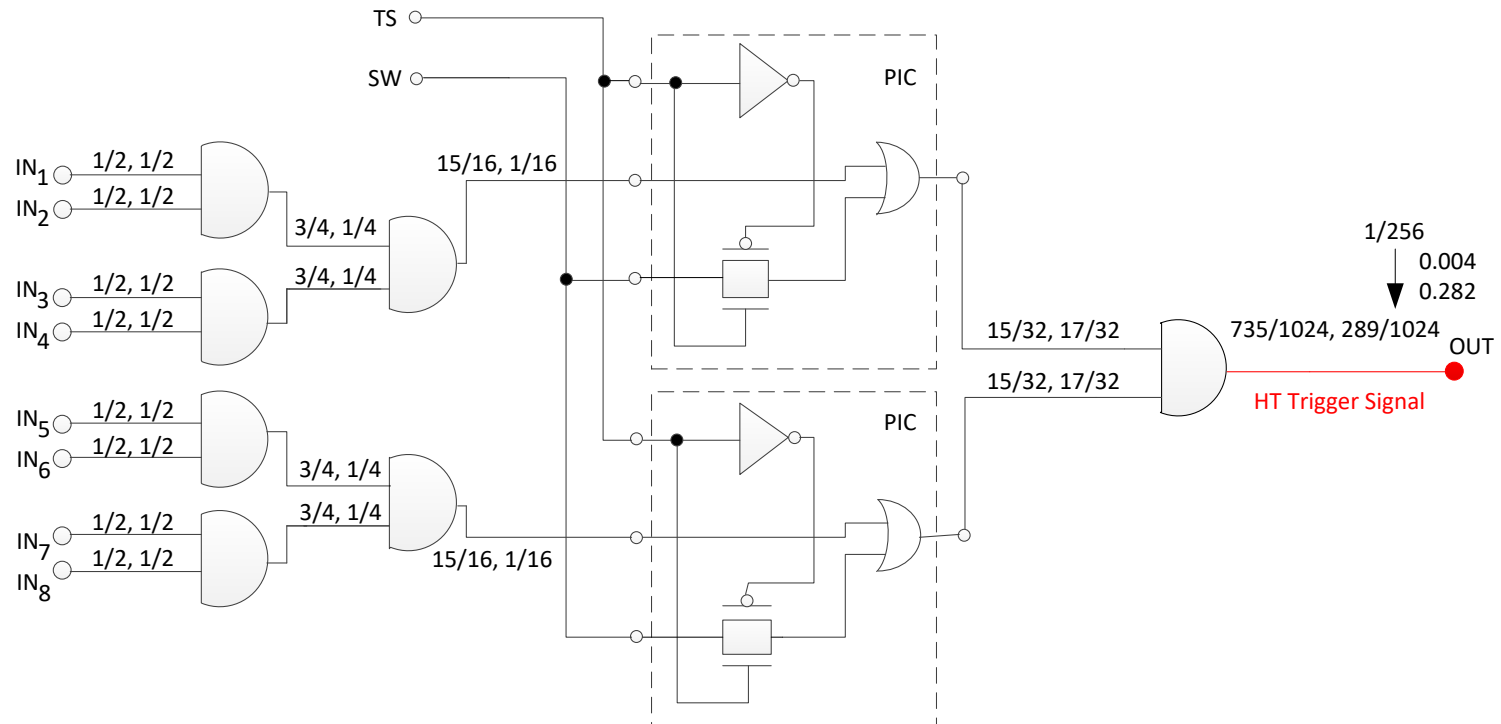 TS
SW
PIC
IN1
1/2, 1/2
IN2
1/2, 1/2
15/16, 1/16
3/4, 1/4
3/4, 1/4
IN3
1/2, 1/2
IN4
1/2, 1/2
1/256
0.004
0.282
15/32, 17/32
735/1024, 289/1024
OUT
15/32, 17/32
HT Trigger Signal
PIC
IN5
1/2, 1/2
IN6
1/2, 1/2
3/4, 1/4
3/4, 1/4
IN7
1/2, 1/2
IN8
1/2, 1/2
15/16, 1/16